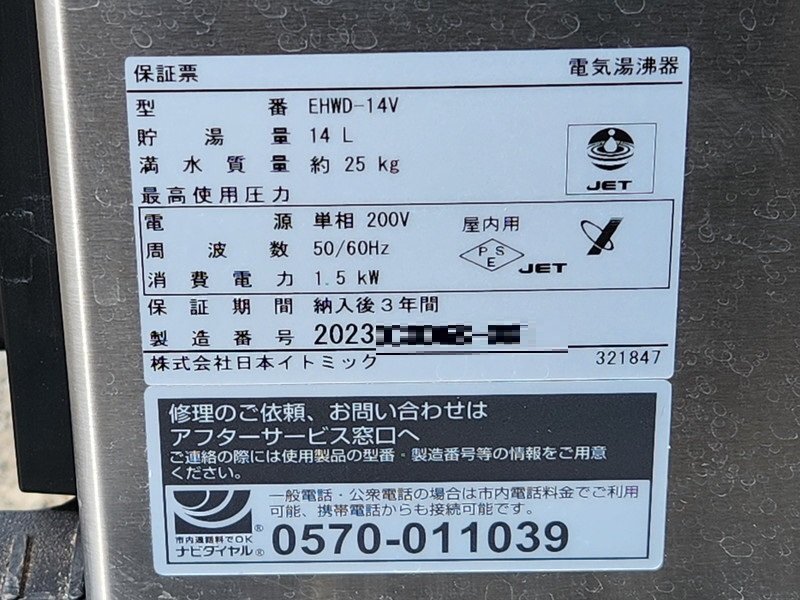 保証票 電気湯沸器
型番 EHWD-14V
貯湯量 14 L
満水質量 約 25 kg
JET
最高使用圧力
電源 単相 200V 屋内用
周波数 50/60Hz
PSE JET
消費電力 1.5 kW
保証期間 納入後3年間
製造番号 2023
株式会社日本イトミック 321847
修理のご依頼、お問い合わせは
アフターサービス窓口へ
ご連絡の際には使用製品の型番・製造番号等の情報をご用意
ください。
一般電話・公衆電話の場合は市内電話料金でご利用
可能、携帯電話からも接続可能です。
市内通話料でOK
ナビダイヤル® 0570-011039